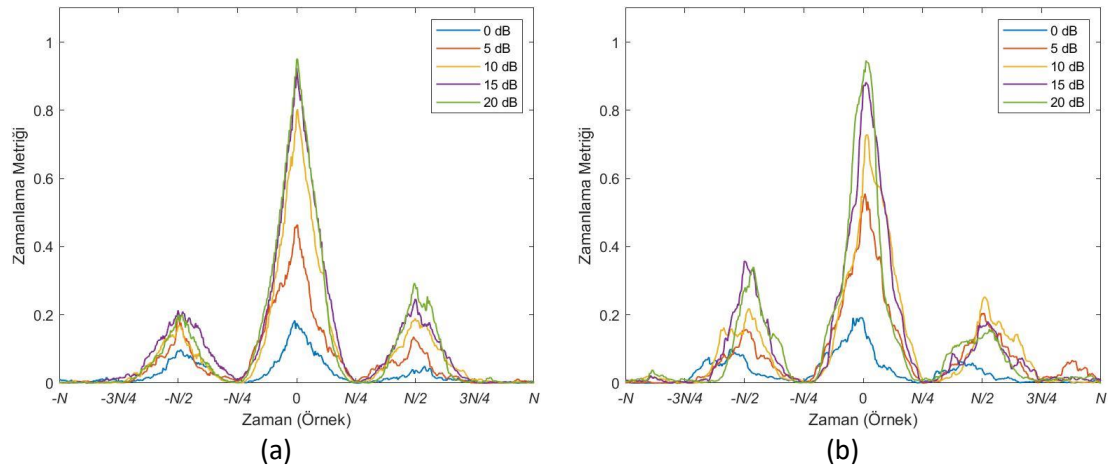 1
0.8
0.6
0.4
0.2
0
Zamanlama Metriği
0 dB
5 dB
10 dB
15 dB
20 dB
-N -3N/4 -N/2 -N/4 0 N/4 N/2 3N/4 N
Zaman (Örnek)
(a)
1
0.8
0.6
0.4
0.2
0
Zamanlama Metriği
0 dB
5 dB
10 dB
15 dB
20 dB
-N -3N/4 -N/2 -N/4 0 N/4 N/2 3N/4 N
Zaman (Örnek)
(b)